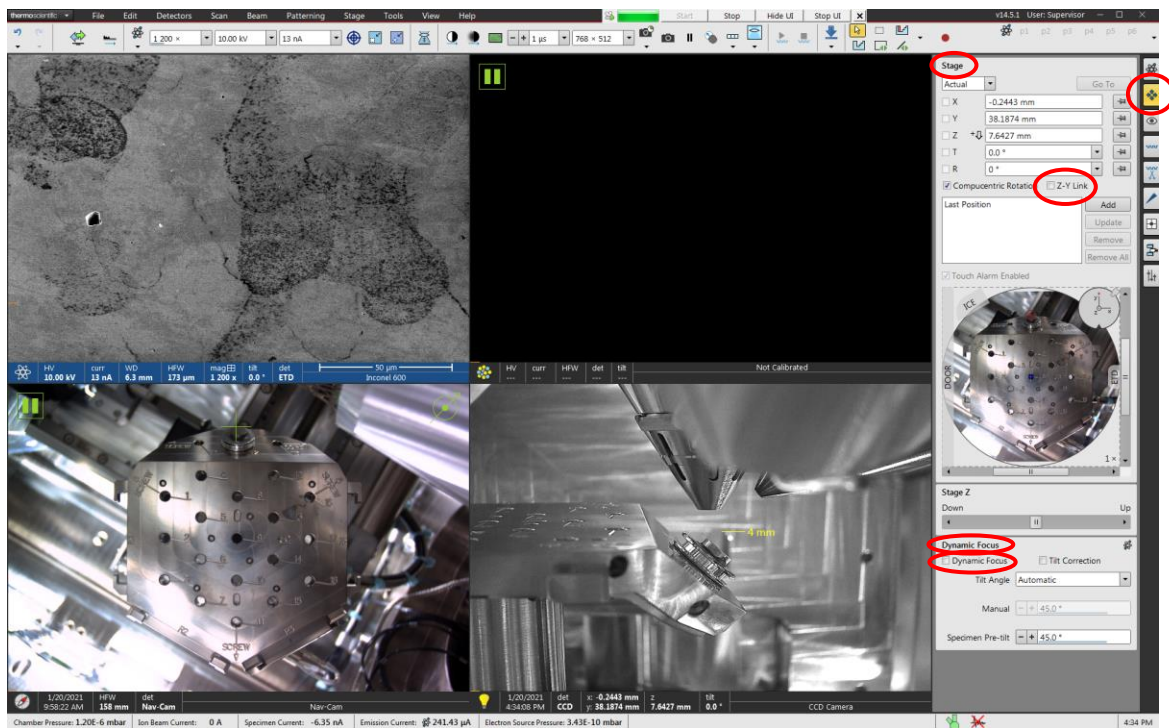 thermoscientific File Edit Detectors Scan Beam Patterning Stage Tools View Help Start Stop Hide UI Stop UI x v14.5.1 User: Supervisor
1 200 × 10.00 kV 13 nA 1 µs 768 × 512 p1 p2 p3 p4 p5 p6
Stage
Actual Go To
X -0.2443 mm
Y 38.1874 mm
Z 7.6427 mm
T 0.0 °
R 0 °
Compucentric Rotation Z-Y Link
Last Position Add
Update
Remove
Remove All
Touch Alarm Enabled
ICE
DOOR
ETD
1 ×
HV curr WD HFW mag tilt det 50 µm
10.00 kV 13 nA 6.3 mm 173 µm 1 200 x 0.0 ° ETD Inconel 600
HV curr HFW det tilt Not Calibrated
--- --- --- --- ---
4 mm
SCREW
Stage Z
Down Up
Dynamic Focus
Dynamic Focus Tilt Correction
Tilt Angle Automatic
Manual 45.0 °
Specimen Pre-tilt 45.0 °
1/20/2021 HFW det
9:58:22 AM 158 mm Nav-Cam Nav-Cam
1/20/2021 det x: -0.2443 mm z tilt
4:34:08 PM CCD y: 38.1874 mm 7.6427 mm 0.0 ° CCD Camera
Chamber Pressure: 1.20E-6 mbar Ion Beam Current: 0 A Specimen Current: -6.35 nA Emission Current: 241.43 µA Electron Source Pressure: 3.43E-10 mbar 4:34 PM